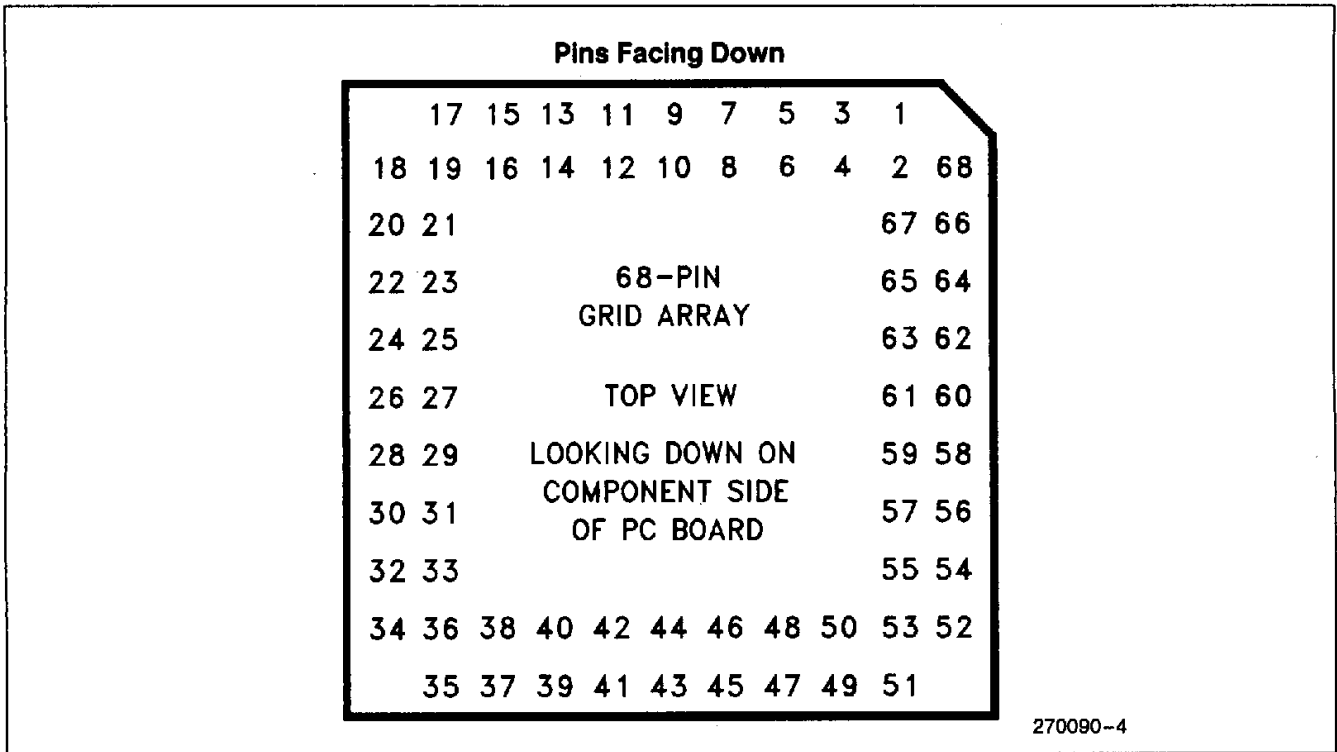 Pins Facing Down
17 15 13 11 9 7 5 3 1
18 19 16 14 12 10 8 6 4 2 68
20 21 67 66
22 23 68-PIN 65 64
GRID ARRAY
24 25 63 62
26 27 TOP VIEW 61 60
28 29 LOOKING DOWN ON 59 58
COMPONENT SIDE
30 31 57 56
OF PC BOARD
32 33 55 54
34 36 38 40 42 44 46 48 50 53 52
35 37 39 41 43 45 47 49 51
270090-4